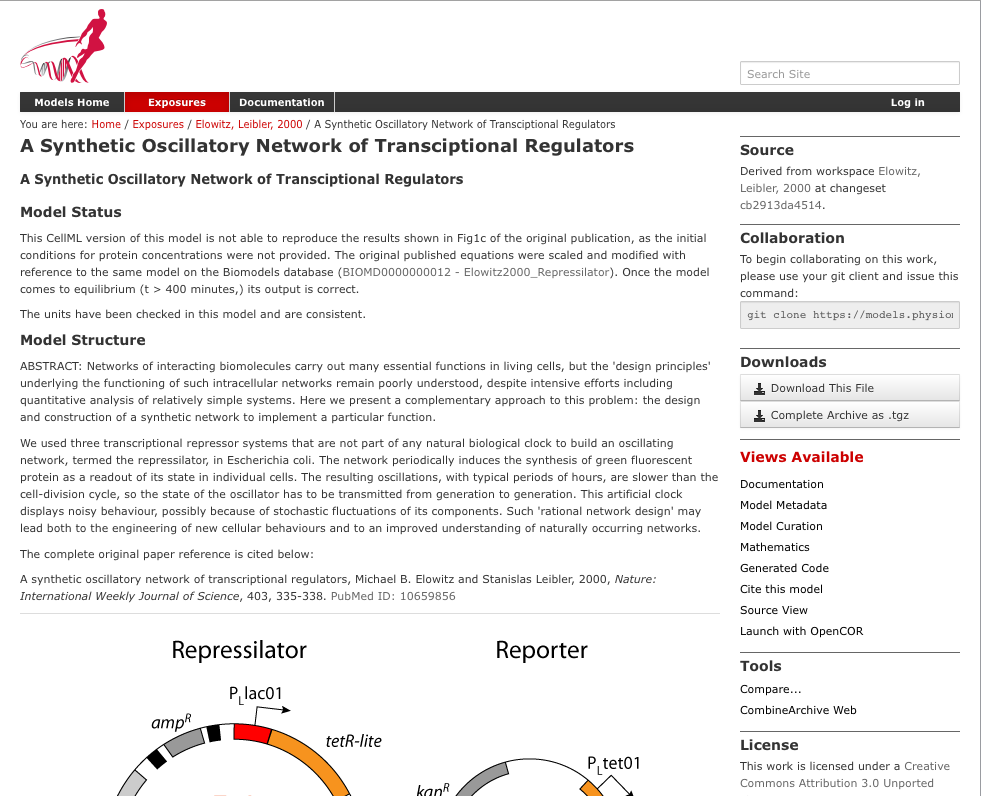 Search Site
Models Home
Exposures
Documentation
Log in
You are here: Home / Exposures / Elowitz, Leibler, 2000 / A Synthetic Oscillatory Network of Transciptional Regulators
A Synthetic Oscillatory Network of Transciptional Regulators
A Synthetic Oscillatory Network of Transciptional Regulators
Model Status
This CellML version of this model is not able to reproduce the results shown in Fig1c of the original publication, as the initial
conditions for protein concentrations were not provided. The original published equations were scaled and modified with
reference to the same model on the Biomodels database (BIOMD0000000012 - Elowitz2000_Repressilator). Once the model
comes to equilibrium (t > 400 minutes,) its output is correct.
The units have been checked in this model and are consistent.
Model Structure
ABSTRACT: Networks of interacting biomolecules carry out many essential functions in living cells, but the 'design principles'
underlying the functioning of such intracellular networks remain poorly understood, despite intensive efforts including
quantitative analysis of relatively simple systems. Here we present a complementary approach to this problem: the design
and construction of a synthetic network to implement a particular function.
We used three transcriptional repressor systems that are not part of any natural biological clock to build an oscillating
network, termed the repressilator, in Escherichia coli. The network periodically induces the synthesis of green fluorescent
protein as a readout of its state in individual cells. The resulting oscillations, with typical periods of hours, are slower than the
cell-division cycle, so the state of the oscillator has to be transmitted from generation to generation. This artificial clock
displays noisy behaviour, possibly because of stochastic fluctuations of its components. Such 'rational network design' may
lead both to the engineering of new cellular behaviours and to an improved understanding of naturally occurring networks.
The complete original paper reference is cited below:
A synthetic oscillatory network of transcriptional regulators, Michael B. Elowitz and Stanislas Leibler, 2000, Nature:
International Weekly Journal of Science, 403, 335-338. PubMed ID: 10659856
Repressilator
Reporter
PLlac01
ampR
tetR-lite
PLtet01
kanR
Source
Derived from workspace Elowitz,
Leibler, 2000 at changeset
cb2913da4514.
Collaboration
To begin collaborating on this work,
please use your git client and issue this
command:
git clone https://models.physion
Downloads
Download This File
Complete Archive as .tgz
Views Available
Documentation
Model Metadata
Model Curation
Mathematics
Generated Code
Cite this model
Source View
Launch with OpenCOR
Tools
Compare...
CombineArchive Web
License
This work is licensed under a Creative
Commons Attribution 3.0 Unported